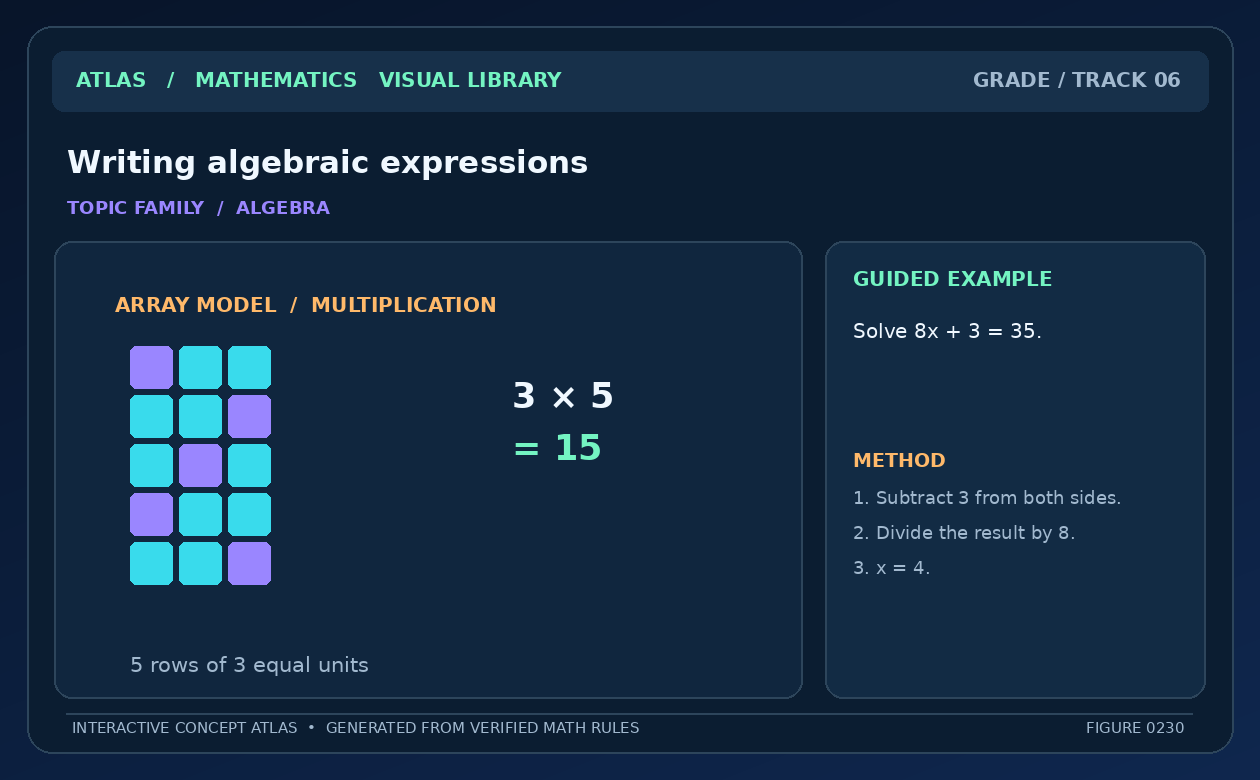 ATLAS / MATHEMATICS VISUAL LIBRARY
GRADE / TRACK 06
Writing algebraic expressions
TOPIC FAMILY / ALGEBRA
ARRAY MODEL / MULTIPLICATION
3 × 5
= 15
5 rows of 3 equal units
GUIDED EXAMPLE
Solve 8x + 3 = 35.
METHOD
1. Subtract 3 from both sides.
2. Divide the result by 8.
3. x = 4.
INTERACTIVE CONCEPT ATLAS • GENERATED FROM VERIFIED MATH RULES
FIGURE 0230